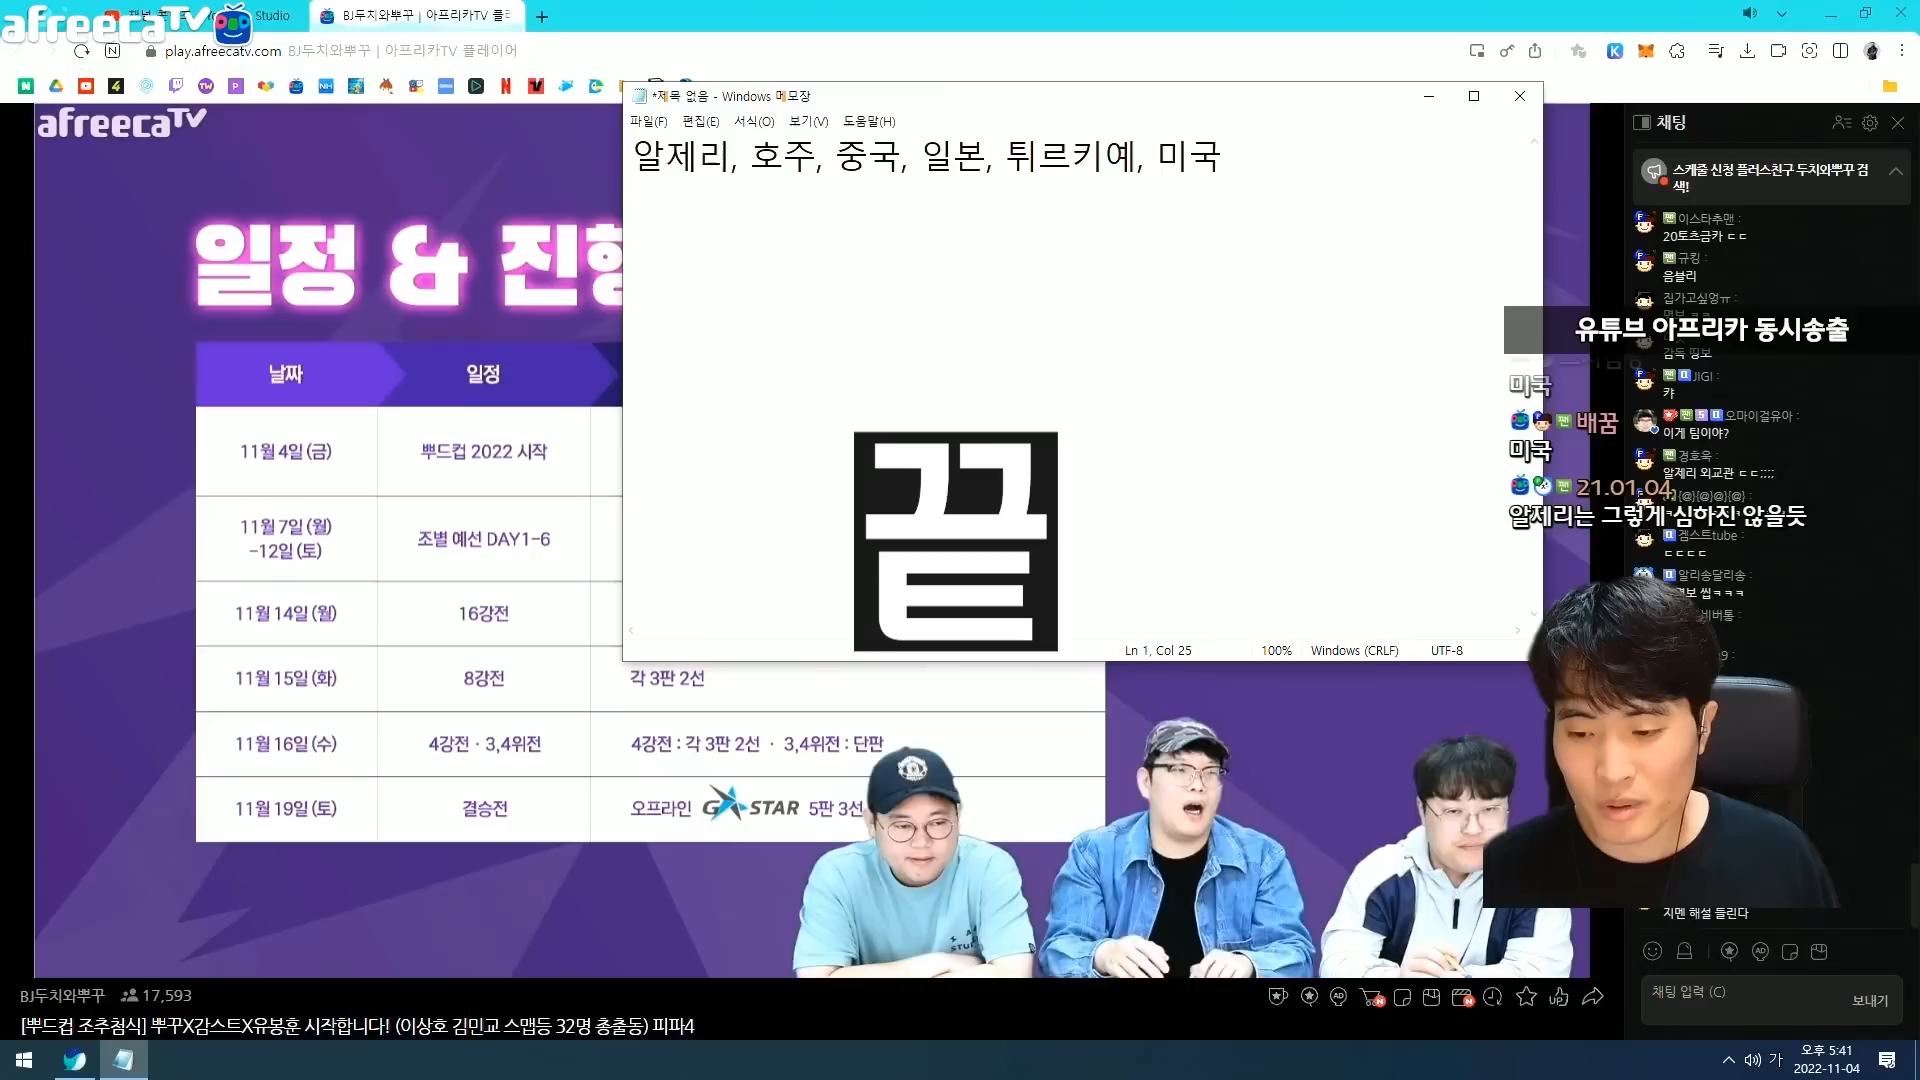 afreecaTV
Studio
BJ두치와뿌꾸 | 아프리카TV 플레
play.afreecatv.com BJ두치와뿌꾸 | 아프리카TV 플레이어
*제목 없음 - Windows 메모장
파일(F) 편집(E) 서식(O) 보기(V) 도움말(H)
알제리, 호주, 중국, 일본, 튀르키예, 미국
끝
Ln 1, Col 25 100% Windows (CRLF) UTF-8
afreecaTV
일정 & 진행
날짜 일정
11월 4일 (금) 뿌드컵 2022 시작
11월 7일 (월)
-12일 (토)
조별 예선 DAY1-6
11월 14일 (월) 16강전
11월 15일 (화) 8강전 각 3판 2선
11월 16일 (수) 4강전 · 3,4위전 4강전 : 각 3판 2선 · 3,4위전 : 단판
11월 19일 (토) 결승전 오프라인 G STAR 5판 3선
채팅
스케줄 신청 플러스친구 두치와뿌꾸 검
색!
팬 이스타추맨 :
20토츠금카 ㄷㄷ
팬 규킹 :
음블리
집가고싶엉ㅠ :
유튜브 아프리카 동시송출
감독 띵보
팬 JIGI :
캬
미국
배꿈
미국
21.01.04
알제리는 그렇게 심하진 않을듯
오마이걸유아 :
이게 팀이야?
팬 경호욱 :
알제리 외교관 ㄷㄷ;;;;
{@}{@}{@}{@} :
겜스트tube :
ㄷㄷㄷㄷ
알리송달리송 :
지멘 해설 들린다
채팅 입력 (C)
보내기
BJ두치와뿌꾸 17,593
[뿌드컵 조추첨식] 뿌꾸X감스트X유봉훈 시작합니다! (이상호 김민교 스맵등 32명 총출동) 피파4
가
오후 5:41
2022-11-04